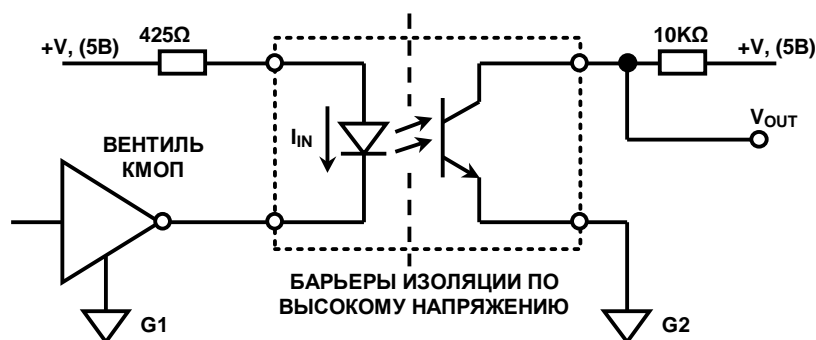 +V, (5В)
425Ω
10KΩ
+V, (5В)
ВЕНТИЛЬ
КМОП
IIN
VOUT
БАРЬЕРЫ ИЗОЛЯЦИИ ПО
ВЫСОКОМУ НАПРЯЖЕНИЮ
G1
G2